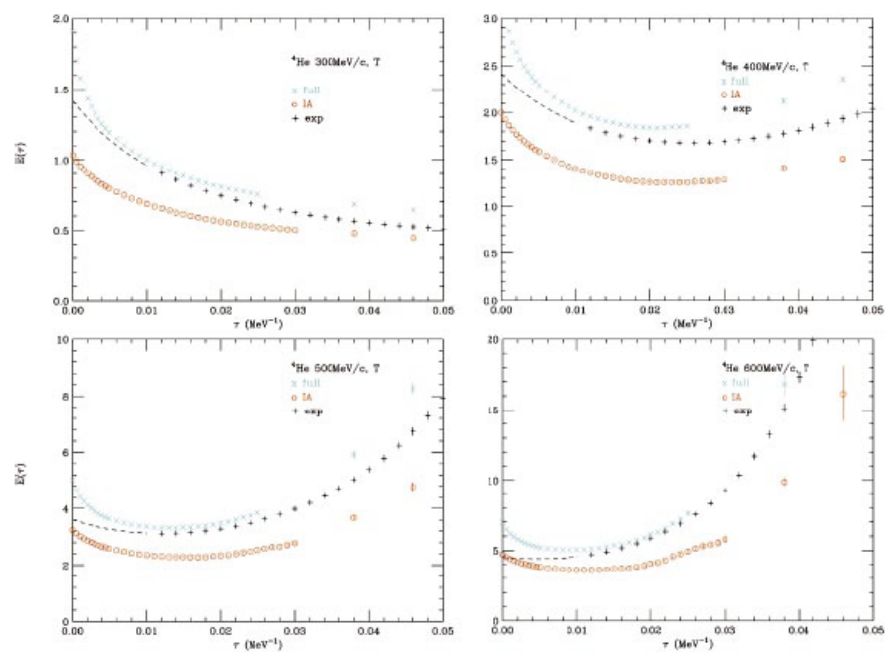 ⁴He 300MeV/c, T
× full
○ IA
+ exp
E(τ)
2.0
1.5
1.0
0.5
0.0
0.00 0.01 0.02 0.03 0.04 0.05
τ (MeV⁻¹)
⁴He 400MeV/c, T
× full
○ IA
+ exp
3.0
2.5
2.0
1.5
1.0
0.5
0.0
0.00 0.01 0.02 0.03 0.04 0.05
τ (MeV⁻¹)
⁴He 500MeV/c, T
× full
○ IA
+ exp
E(τ)
10
8
6
4
2
0
0.00 0.01 0.02 0.03 0.04 0.05
τ (MeV⁻¹)
⁴He 600MeV/c, T
× full
○ IA
+ exp
20
15
10
5
0
0.00 0.01 0.02 0.03 0.04 0.05
τ (MeV⁻¹)